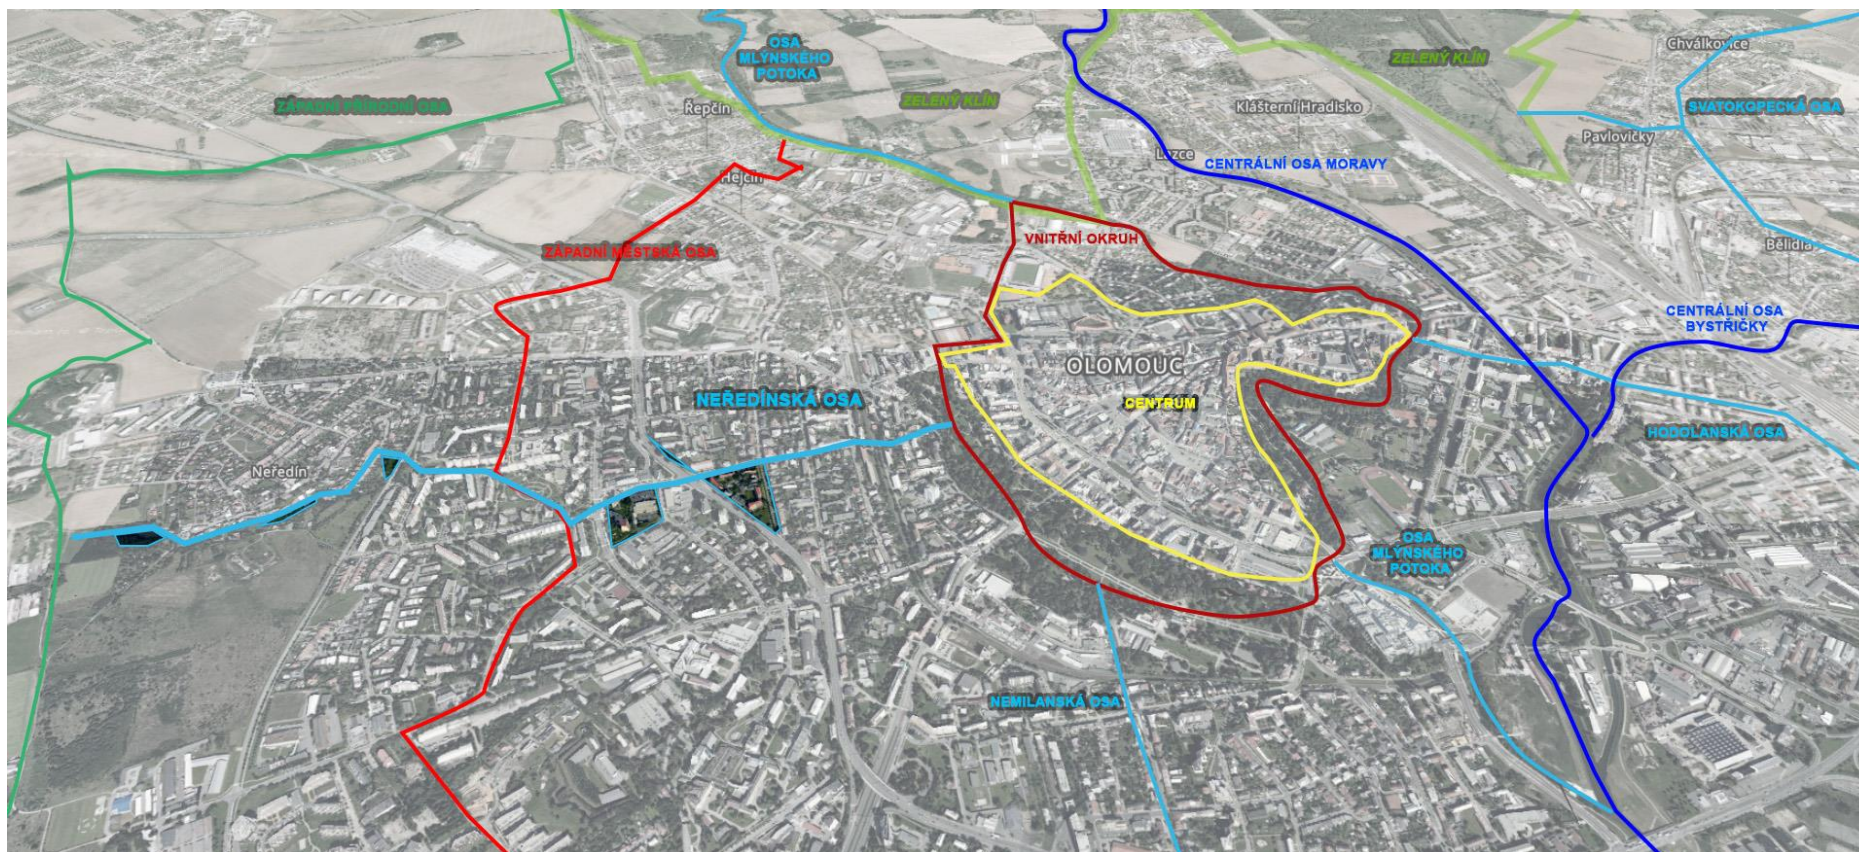 OSA
MLÝNSKÉHO
POTOKA
Chválkovice
ZELENÝ KLÍN
ZÁPADNÍ PŘÍRODNÍ OSA
Řepčín
ZELENÝ KLÍN
Klášterní Hradisko
SVATOKOPECKÁ OSA
Pavlovičky
Lazce
CENTRÁLNÍ OSA MORAVY
Hejčín
ZÁPADNÍ MĚSTSKÁ OSA
VNITŘNÍ OKRUH
Bělidla
CENTRÁLNÍ OSA
BYSTŘIČKY
OLOMOUC
NEŘEDÍNSKÁ OSA
CENTRUM
HODOLANSKÁ OSA
Neředín
OSA
MLÝNSKÉHO
POTOKA
NEMILANSKÁ OSA